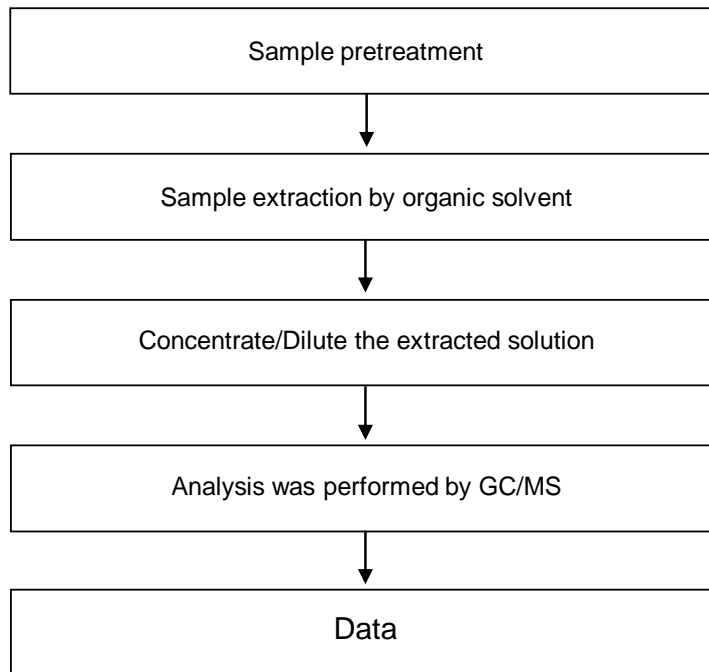 Sample pretreatment
Sample extraction by organic solvent
Concentrate/Dilute the extracted solution
Analysis was performed by GC/MS
Data